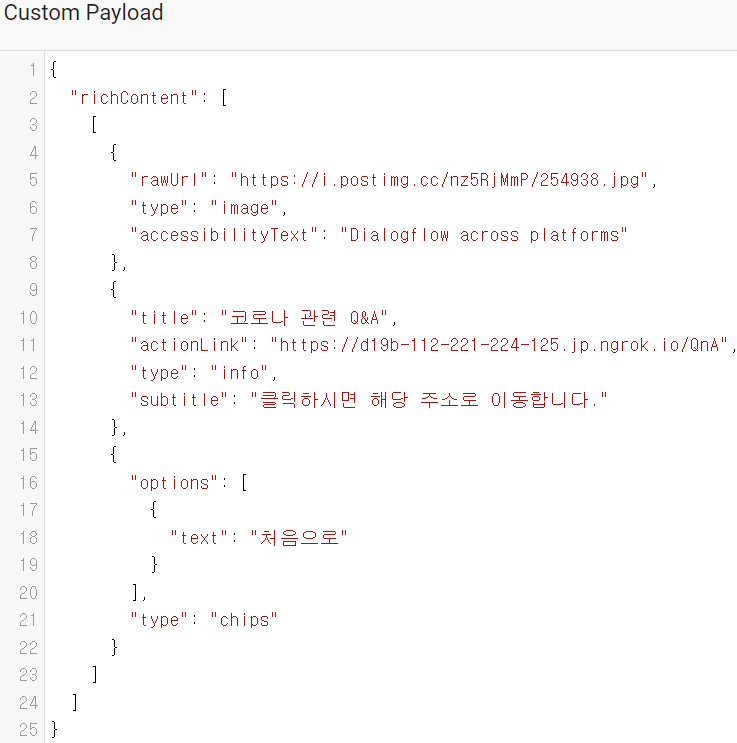 Custom Payload
1 {
2   "richContent": [
3     [
4       {
5         "rawUrl": "https://i.postimg.cc/nz5RjMmP/254938.jpg",
6         "type": "image",
7         "accessibilityText": "Dialogflow across platforms"
8       },
9       {
10         "title": "코로나 관련 Q&A",
11         "actionLink": "https://d19b-112-221-224-125.jp.ngrok.io/QnA",
12         "type": "info",
13         "subtitle": "클릭하시면 해당 주소로 이동합니다."
14       },
15       {
16         "options": [
17           {
18             "text": "처음으로"
19           }
20         ],
21         "type": "chips"
22       }
23     ]
24   ]
25 }